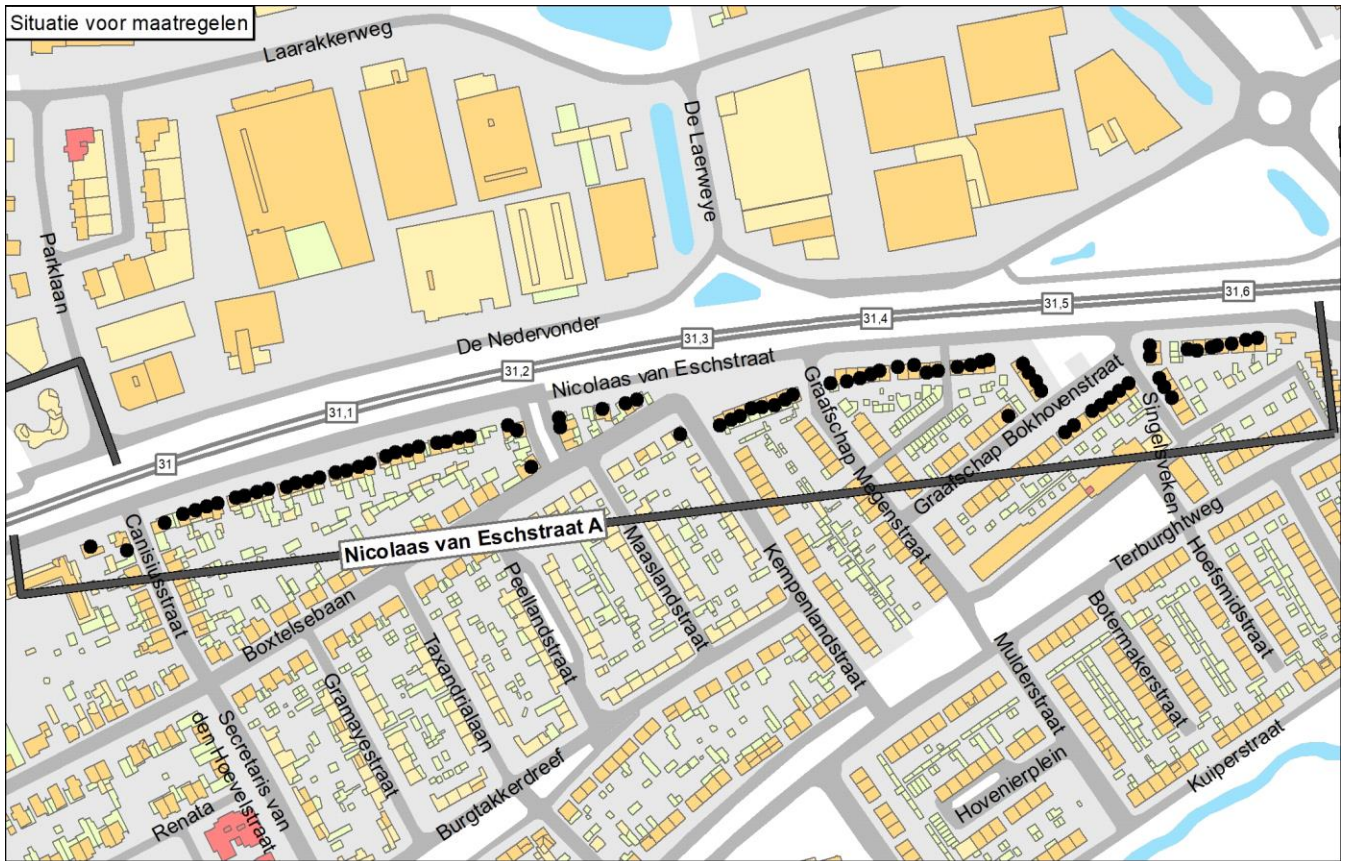 Situatie voor maatregelen
Laarakkerweg
De Laerweye
Parklaan
De Nedervonder
31,6
31,5
31,4
31,3
31,2
31,1
31
Nicolaas van Eschstraat
Graafschap Megenstraat
Graafschap Bokhovenstraat
Singelsveken
Canisiusstraat
Nicolaas van Eschstraat A
Boxtelsebaan
Peellandstraat
Maaslandstraat
Kempenlandstraat
Terburghtweg
Hoefsmidstraat
Botermakerstraat
Mulderstraat
Taxandrialaan
Gramayestraat
Secretaris van
den Hoevelstraat
Renata
Burgtakkerdreef
Hovenierplein
Kuiperstraat